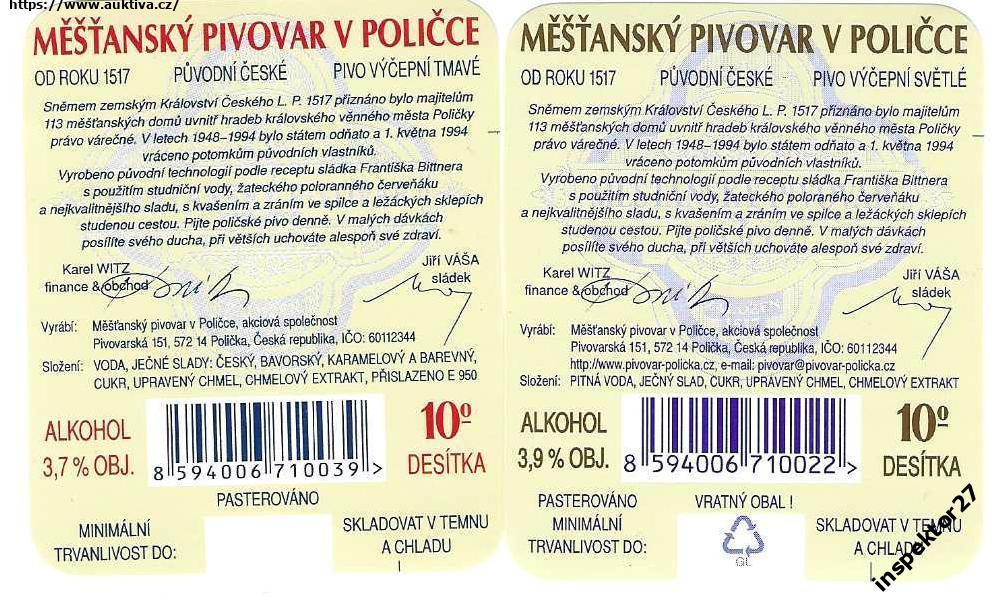 https://www.auktiva.cz/
MĚŠŤANSKÝ PIVOVAR V POLIČCE
OD ROKU 1517 PŮVODNÍ ČESKÉ PIVO VÝČEPNÍ TMAVÉ
Sněmem zemským Království Českého L. P. 1517 přiznáno bylo majitelům
113 měšťanských domů uvnitř hradeb královského věnného města Poličky
právo várečné. V letech 1948–1994 bylo státem odňato a 1. května 1994
vráceno potomkům původních vlastníků.
Vyrobeno původní technologií podle receptu sládka Františka Bittnera
s použitím studniční vody, žateckého poloraného červeňáku
a nejkvalitnějšího sladu, s kvašením a zráním ve spilce a ležáckých sklepích
studenou cestou. Pijte poličské pivo denně. V malých dávkách
posílíte svého ducha, při větších uchováte alespoň své zdraví.
Karel WITZ
finance & obchod
Jiří VÁŠA
sládek
Vyrábí: Měšťanský pivovar v Poličce, akciová společnost
Pivovarská 151, 572 14 Polička, Česká republika, IČO: 60112344
Složení: VODA, JEČNÉ SLADY: ČESKÝ, BAVORSKÝ, KARAMELOVÝ A BAREVNÝ,
CUKR, UPRAVENÝ CHMEL, CHMELOVÝ EXTRAKT, PŘISLAZENO E 950
ALKOHOL
3,7 % OBJ.
8 594006 710039 >
10º
DESÍTKA
PASTEROVÁNO
MINIMÁLNÍ
TRVANLIVOST DO:
SKLADOVAT V TEMNU
A CHLADU
MĚŠŤANSKÝ PIVOVAR V POLIČCE
OD ROKU 1517 PŮVODNÍ ČESKÉ PIVO VÝČEPNÍ SVĚTLÉ
Sněmem zemským Království Českého L. P. 1517 přiznáno bylo majitelům
113 měšťanských domů uvnitř hradeb královského věnného města Poličky
právo várečné. V letech 1948–1994 bylo státem odňato a 1. května 1994
vráceno potomkům původních vlastníků.
Vyrobeno původní technologií podle receptu sládka Františka Bittnera
s použitím studniční vody, žateckého poloraného červeňáku
a nejkvalitnějšího sladu, s kvašením a zráním ve spilce a ležáckých sklepích
studenou cestou. Pijte poličské pivo denně. V malých dávkách
posílíte svého ducha, při větších uchováte alespoň své zdraví.
Karel WITZ
finance & obchod
Jiří VÁŠA
sládek
Vyrábí: Měšťanský pivovar v Poličce, akciová společnost
Pivovarská 151, 572 14 Polička, Česká republika, IČO: 60112344
http://www.pivovar-policka.cz, e-mail: pivovar@pivovar-policka.cz
Složení: PITNÁ VODA, JEČNÝ SLAD, CUKR, UPRAVENÝ CHMEL, CHMELOVÝ EXTRAKT
ALKOHOL
3,9 % OBJ.
8 594006 710022 >
10º
DESÍTKA
PASTEROVÁNO
MINIMÁLNÍ
TRVANLIVOST DO:
VRATNÝ OBAL !
GL
SKLADOVAT V TEMNU
A CHLADU
inspektor27